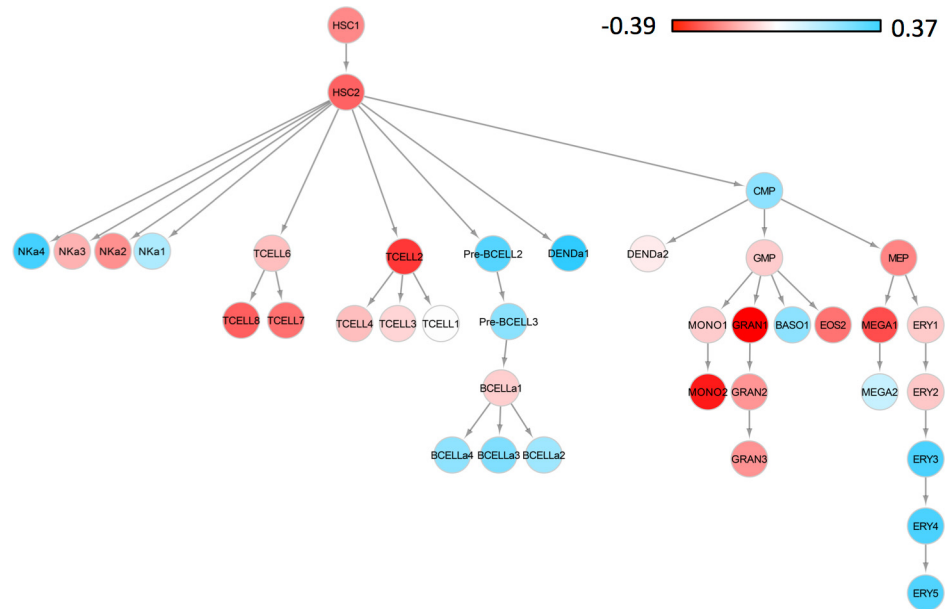 HSC1
-0.39 0.37
HSC2
CMP
NKa4 NKa3 NKa2 NKa1 TCELL6 TCELL2 Pre-BCELL2 DENDa1 DENDa2 GMP MEP
TCELL8 TCELL7 TCELL4 TCELL3 TCELL1 Pre-BCELL3 MONO1 GRAN1 BASO1 EOS2 MEGA1 ERY1
BCELLa1 MONO2 GRAN2 MEGA2 ERY2
BCELLa4 BCELLa3 BCELLa2 GRAN3 ERY3
ERY4
ERY5